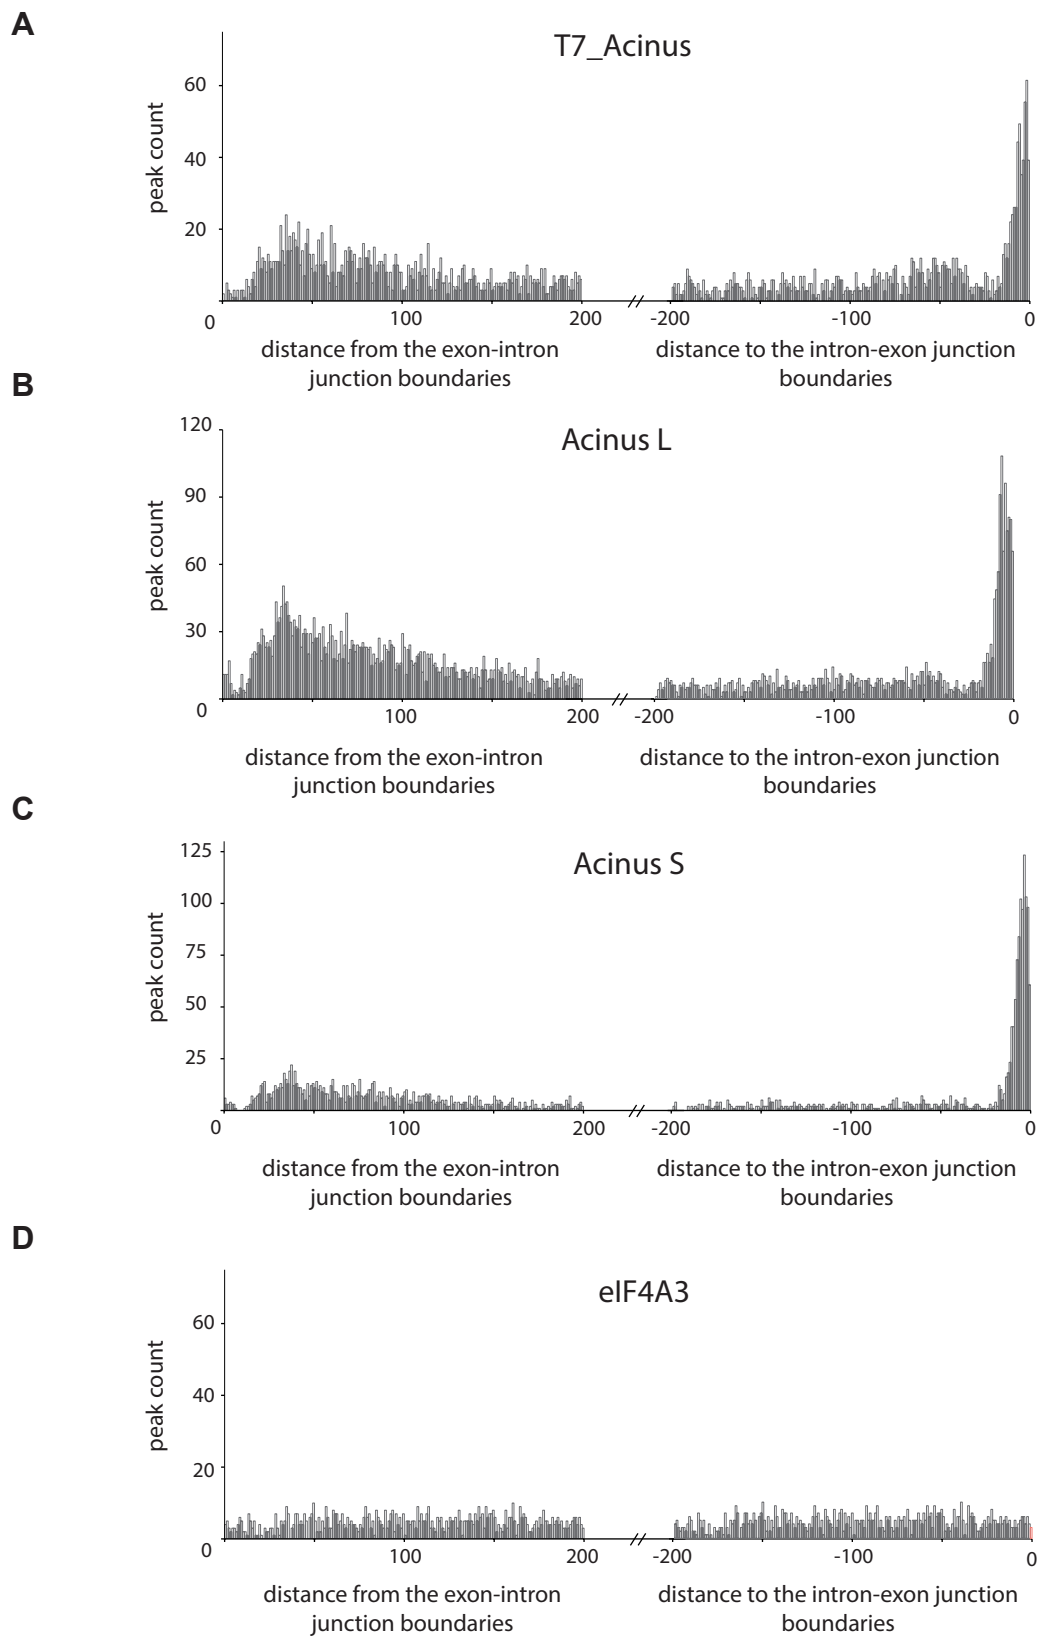 A
T7_Acinus
peak count
60
40
20
0
100
200
-200
-100
0
distance from the exon-intron
junction boundaries
distance to the intron-exon junction
boundaries
B
Acinus L
peak count
120
90
60
30
0
100
200
-200
-100
0
distance from the exon-intron
junction boundaries
distance to the intron-exon junction
boundaries
C
Acinus S
peak count
125
100
75
50
25
0
100
200
-200
-100
0
distance from the exon-intron
junction boundaries
distance to the intron-exon junction
boundaries
D
eIF4A3
peak count
60
40
20
0
100
200
-200
-100
0
distance from the exon-intron
junction boundaries
distance to the intron-exon junction
boundaries